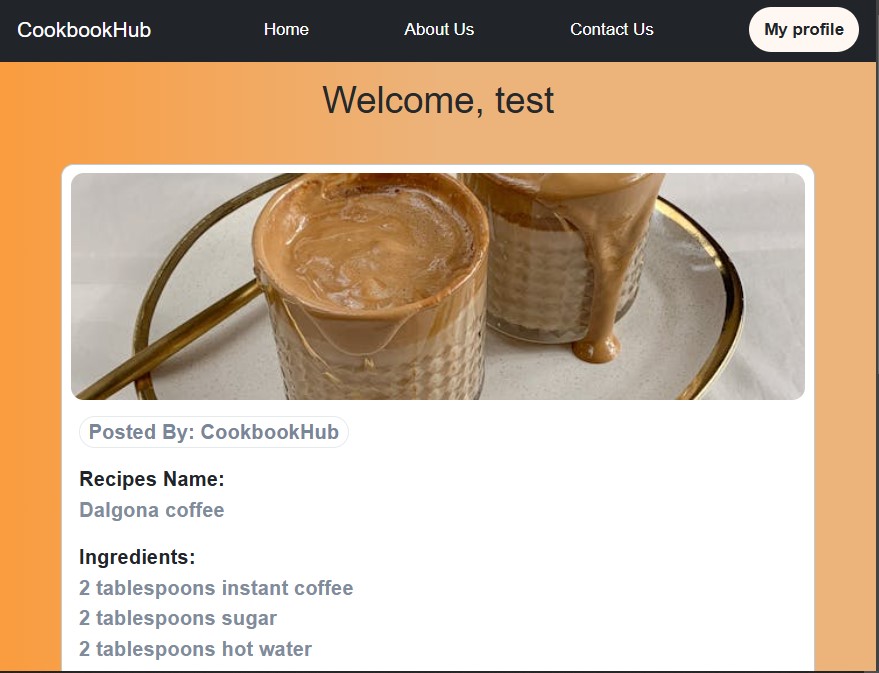 CookbookHub Home About Us Contact Us My profile
Welcome, test
Posted By: CookbookHub
Recipes Name:
Dalgona coffee
Ingredients:
2 tablespoons instant coffee
2 tablespoons sugar
2 tablespoons hot water